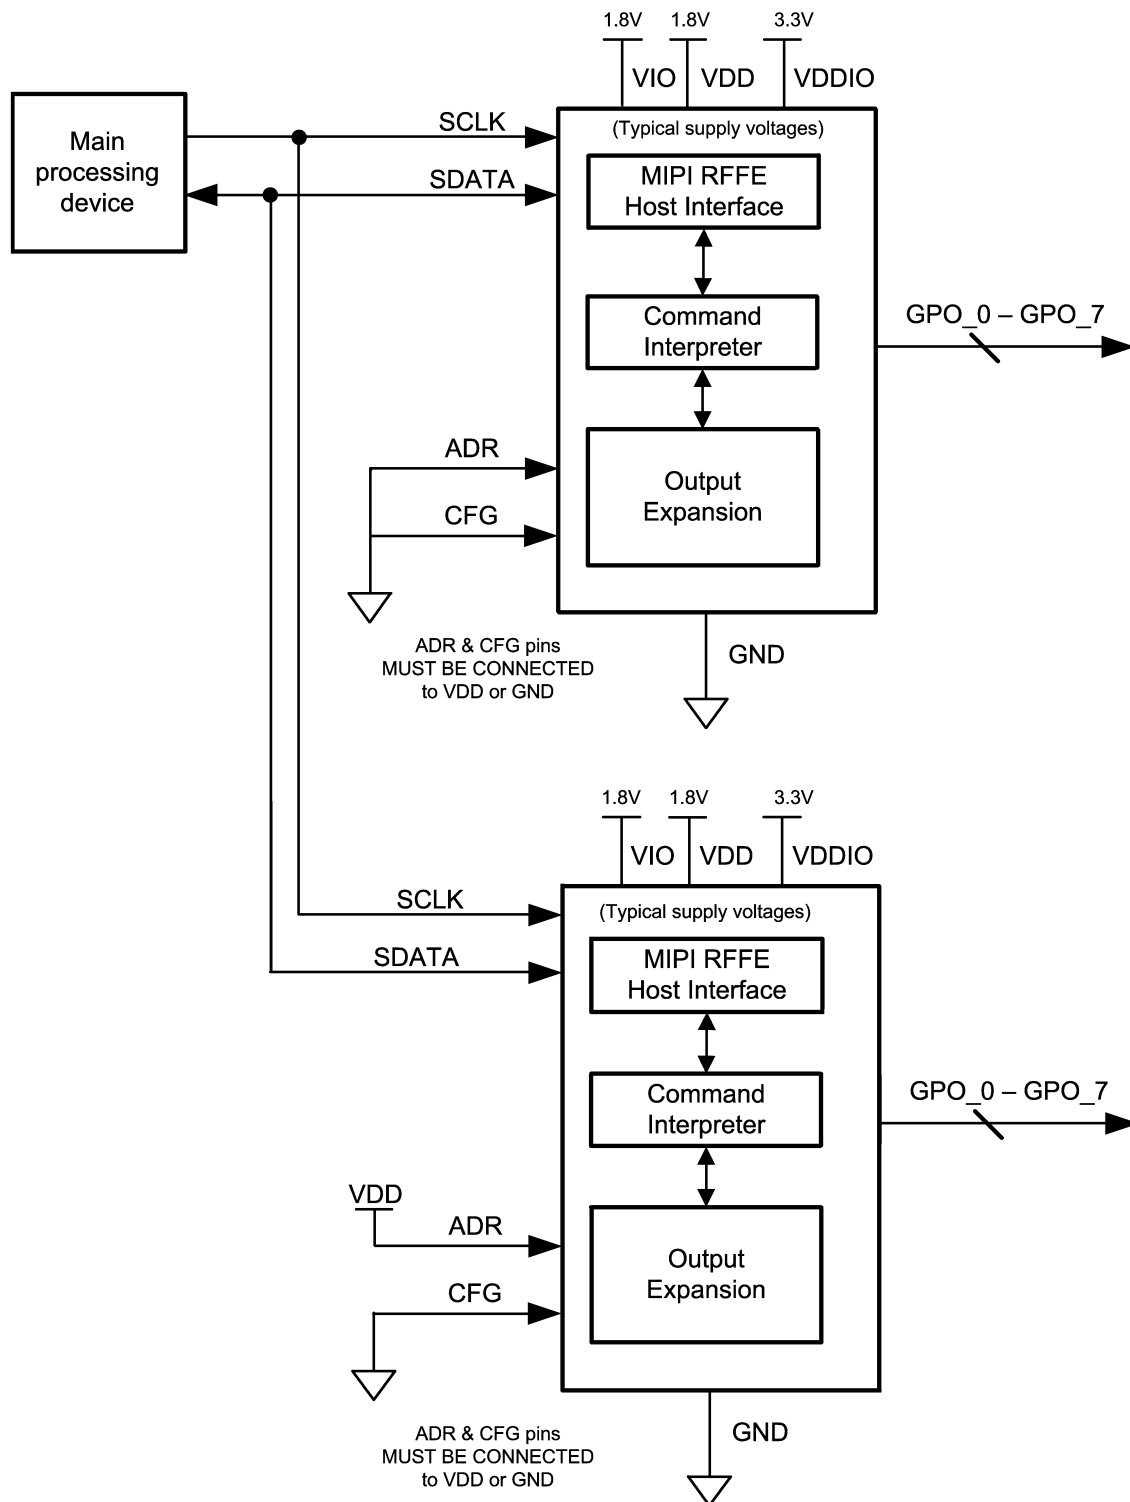 1.8V 1.8V 3.3V
VIO VDD VDDIO
Main
processing
device
SCLK
SDATA
(Typical supply voltages)
MIPI RFFE
Host Interface
Command
Interpreter
GPO_0 – GPO_7
ADR
CFG
Output
Expansion
ADR & CFG pins
MUST BE CONNECTED
to VDD or GND
GND
1.8V 1.8V 3.3V
VIO VDD VDDIO
SCLK
SDATA
(Typical supply voltages)
MIPI RFFE
Host Interface
Command
Interpreter
GPO_0 – GPO_7
VDD
ADR
CFG
Output
Expansion
ADR & CFG pins
MUST BE CONNECTED
to VDD or GND
GND